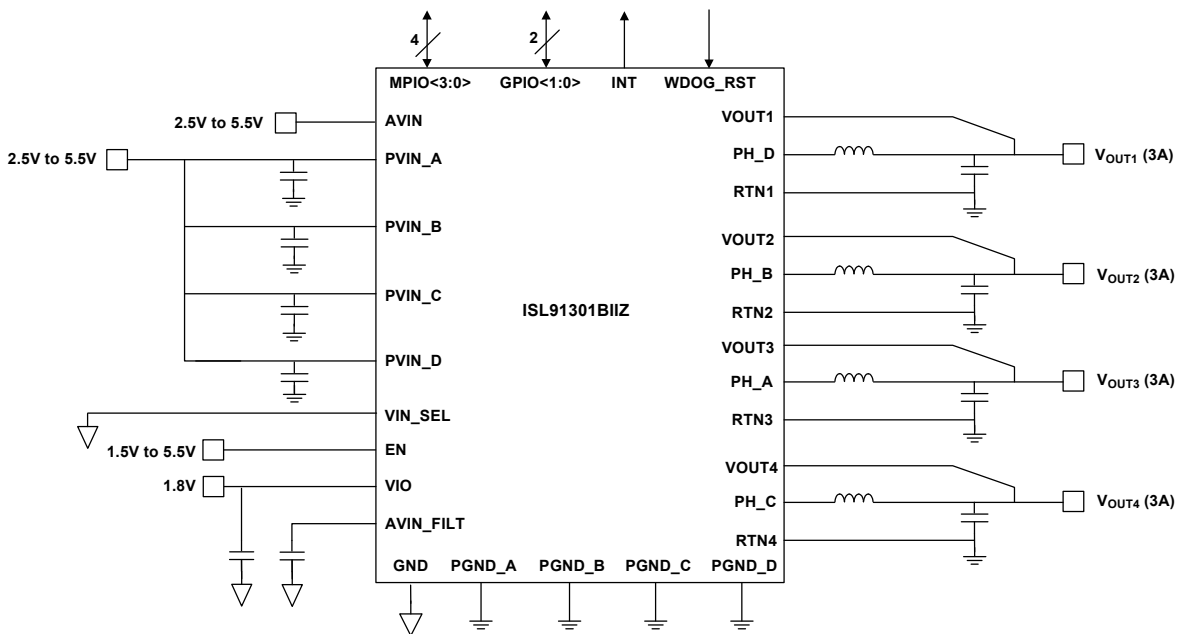 4
2
MPIO<3:0> GPIO<1:0> INT WDOG_RST
2.5V to 5.5V
AVIN
VOUT1
2.5V to 5.5V
PVIN_A
PH_D
VOUT1 (3A)
RTN1
PVIN_B
VOUT2
PH_B
VOUT2 (3A)
PVIN_C
ISL91301BIIZ
RTN2
VOUT3
PVIN_D
PH_A
VOUT3 (3A)
VIN_SEL
RTN3
1.5V to 5.5V
EN
VOUT4
1.8V
VIO
PH_C
VOUT4 (3A)
AVIN_FILT
RTN4
GND PGND_A PGND_B PGND_C PGND_D